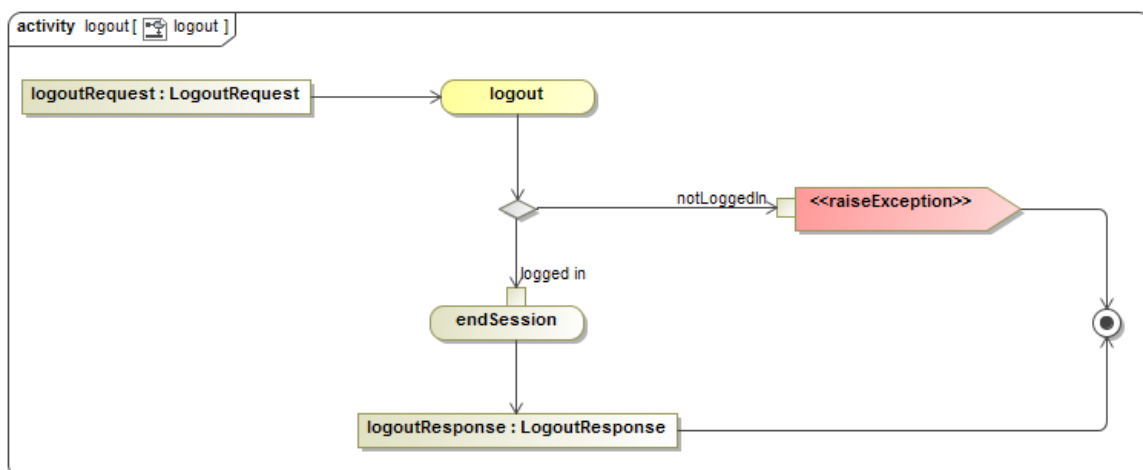 activity logout [ logout ]
logoutRequest : LogoutRequest
logout
notLoggedIn
<<raiseException>>
logged in
endSession
logoutResponse : LogoutResponse